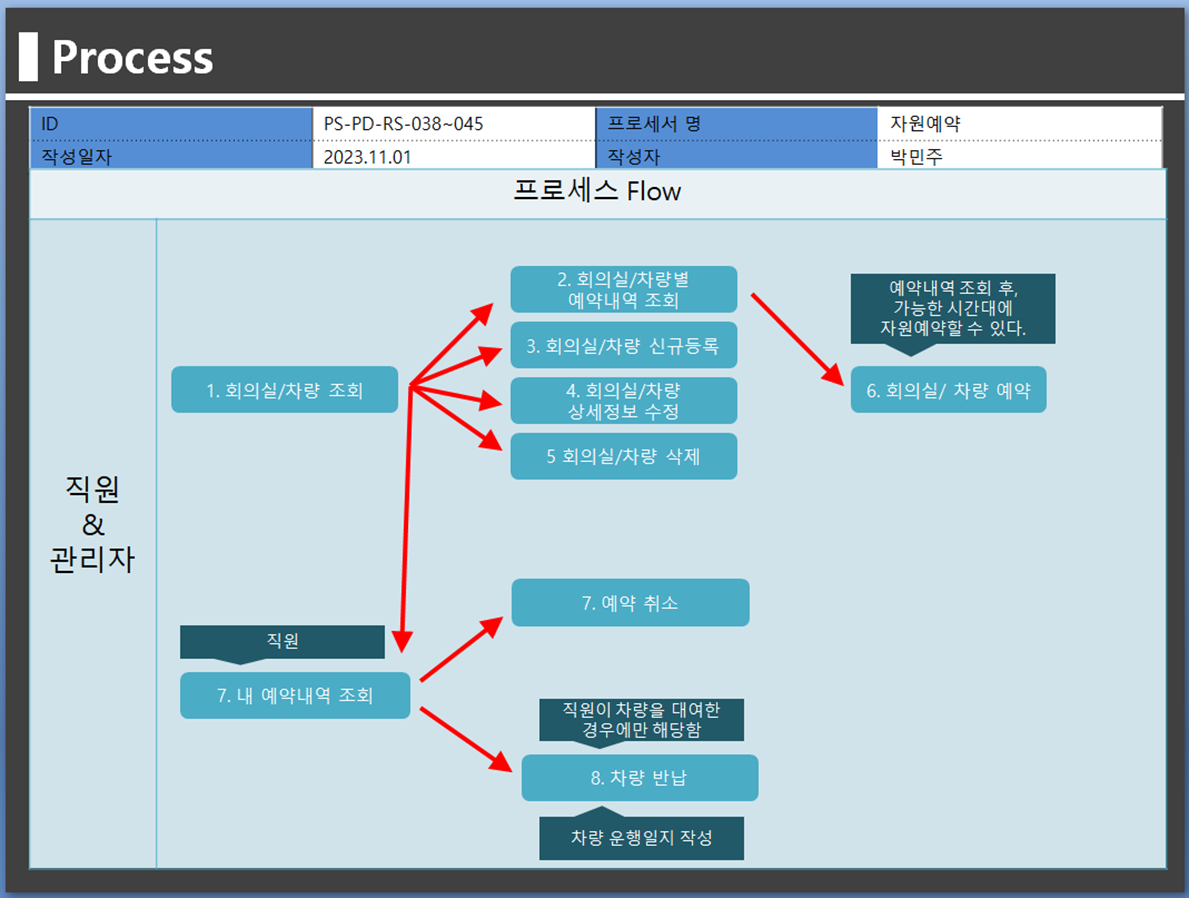 Process
ID PS-PD-RS-038~045 프로세서 명 자원예약
작성일자 2023.11.01 작성자 박민주
프로세스 Flow
직원
&
관리자
1. 회의실/차량 조회
2. 회의실/차량별
예약내역 조회
3. 회의실/차량 신규등록
4. 회의실/차량
상세정보 수정
5 회의실/차량 삭제
예약내역 조회 후,
가능한 시간대에
자원예약할 수 있다.
6. 회의실/ 차량 예약
직원
7. 내 예약내역 조회
7. 예약 취소
직원이 차량을 대여한
경우에만 해당함
8. 차량 반납
차량 운행일지 작성